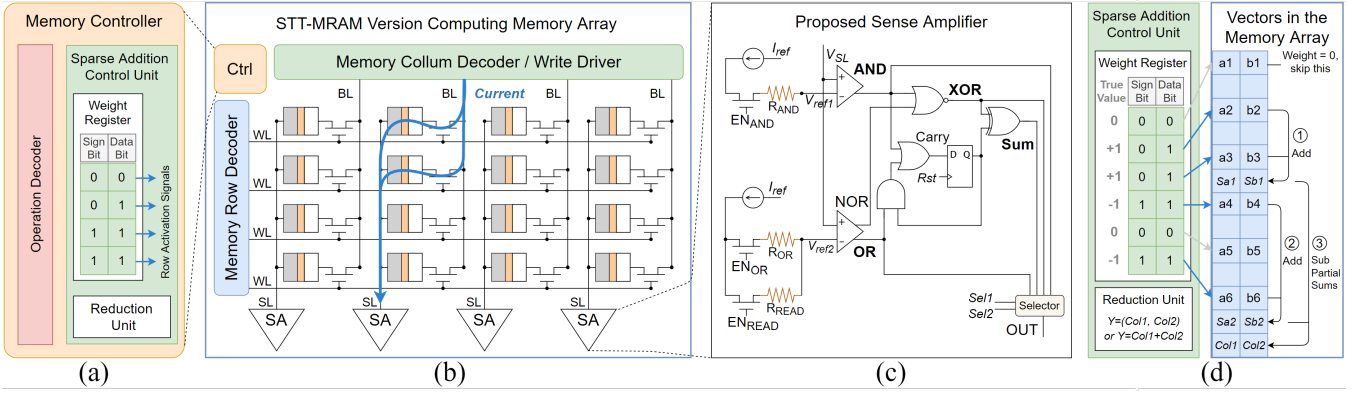 Memory Controller
Operation Decoder
Sparse Addition
Control Unit
Weight
Register
Sign Bit Data Bit
0 0
0 1
1 1
1 1
Row Activation Signals
Reduction
Unit
(a)
STT-MRAM Version Computing Memory Array
Ctrl
Memory Collum Decoder / Write Driver
Memory Row Decoder
BL BL BL BL
Current
WL
WL
WL
WL
SL SL SL SL
SA SA SA SA
(b)
Proposed Sense Amplifier
Iref
VSL
AND
Vref1
RAND
ENAND
XOR
Sum
Carry
D Q
Rst
Iref
NOR
Vref2
OR
ROR
ENOR
RREAD
ENREAD
Sel1
Sel2
Selector
OUT
(c)
Sparse Addition
Control Unit
Weight Register
True Value Sign Bit Data Bit
0 0 0
+1 0 1
+1 0 1
-1 1 1
0 0 0
-1 1 1
Reduction Unit
Y=(Col1, Col2)
or Y=Col1+Col2
Vectors in the
Memory Array
a1 b1
Weight = 0,
skip this
a2 b2
1
Add
a3 b3
Sa1 Sb1
a4 b4
2
Add
3
Sub
Partial
Sums
a5 b5
a6 b6
Sa2 Sb2
Col1 Col2
(d)